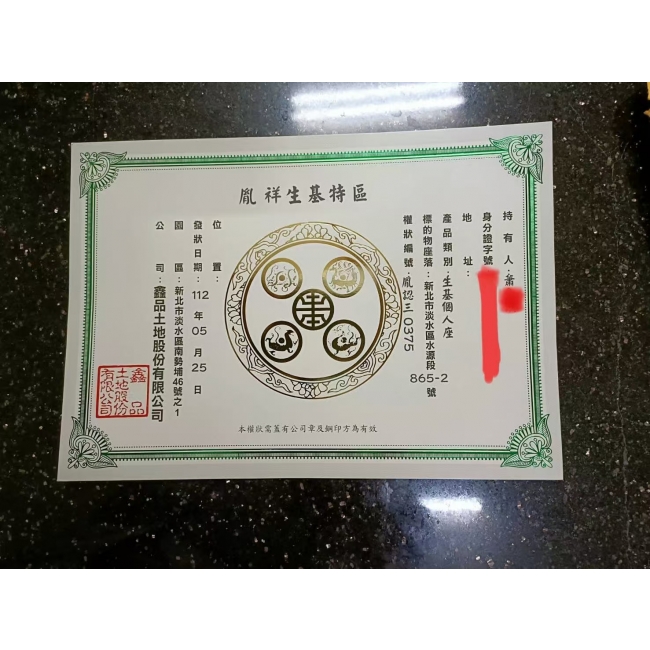 胤祥生基特區
持有人：
身分證字號
地址：
產品類別：生基個人座
標的物座落：新北市淡水區水源段865-2號
權狀編號：胤認三0375
位置：
發狀日期：112年05月25日
園區：新北市淡水區南勢埔46號之1
公司：鑫品土地股份有限公司
鑫品
土地股份
有限公司
本權狀需蓋有公司章及鋼印方為有效